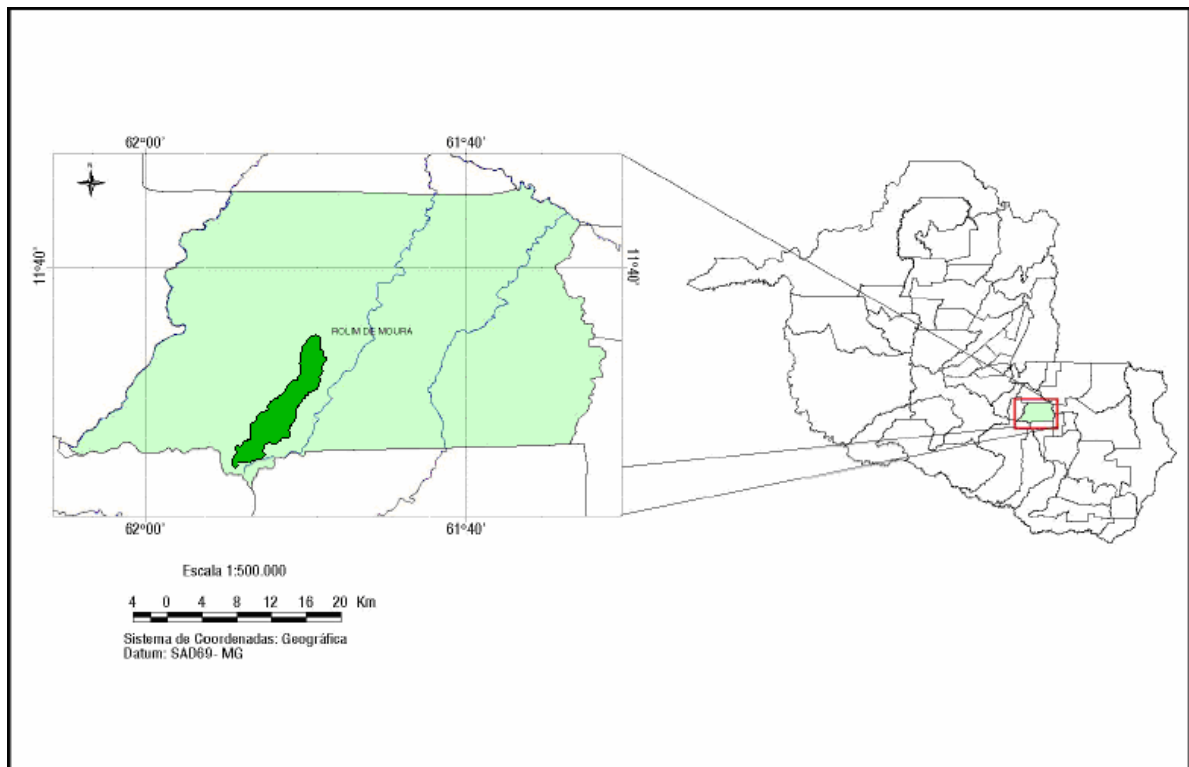 62°00' 61°40'
N
11°40' 11°40'
ROLIM DE MOURA
62°00' 61°40'
Escala 1:500.000
4 0 4 8 12 16 20 Km
Sistema de Coordenadas: Geográfica
Datum: SAD69- MG